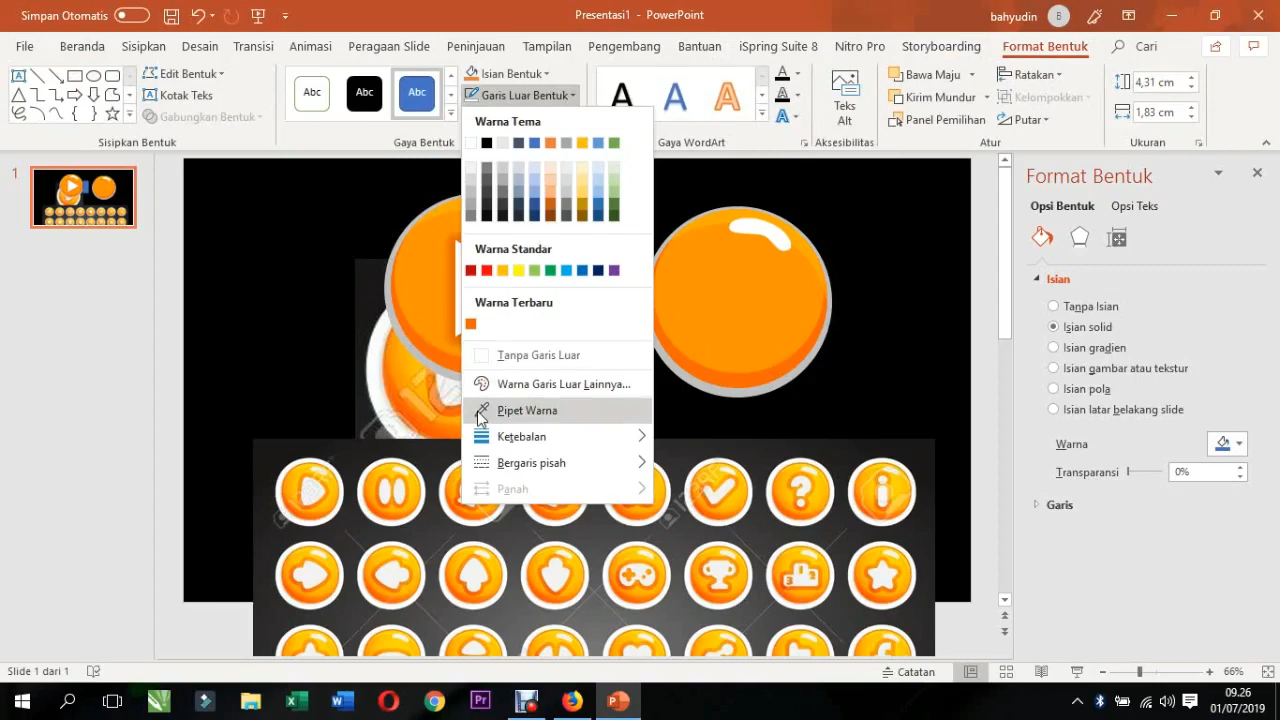 Simpan Otomatis
Presentasi1 - PowerPoint
bahyudin B
File Beranda Sisipkan Desain Transisi Animasi Peragaan Slide Peninjauan Tampilan Pengembang Bantuan iSpring Suite 8 Nitro Pro Storyboarding Format Bentuk Cari
Edit Bentuk
Kotak Teks
Gabungkan Bentuk
Sisipkan Bentuk
Abc Abc Abc
Gaya Bentuk
Isian Bentuk
Garis Luar Bentuk
A A A
Gaya WordArt
A
A
A
Teks
Alt
Aksesibilitas
Bawa Maju
Kirim Mundur
Panel Pemilihan
Ratakan
Kelompokkan
Putar
Atur
4,31 cm
1,83 cm
Ukuran
Warna Tema
Warna Standar
Warna Terbaru
Tanpa Garis Luar
Warna Garis Luar Lainnya...
Pipet Warna
Ketebalan
Bergaris pisah
Panah
1
? i
1 2 3
f
Format Bentuk
Opsi Bentuk Opsi Teks
Isian
Tanpa Isian
Isian solid
Isian gradien
Isian gambar atau tekstur
Isian pola
Isian latar belakang slide
Warna
Transparansi 0%
Garis
Slide 1 dari 1
Catatan
66%
W
Pr
P
09.26
01/07/2019